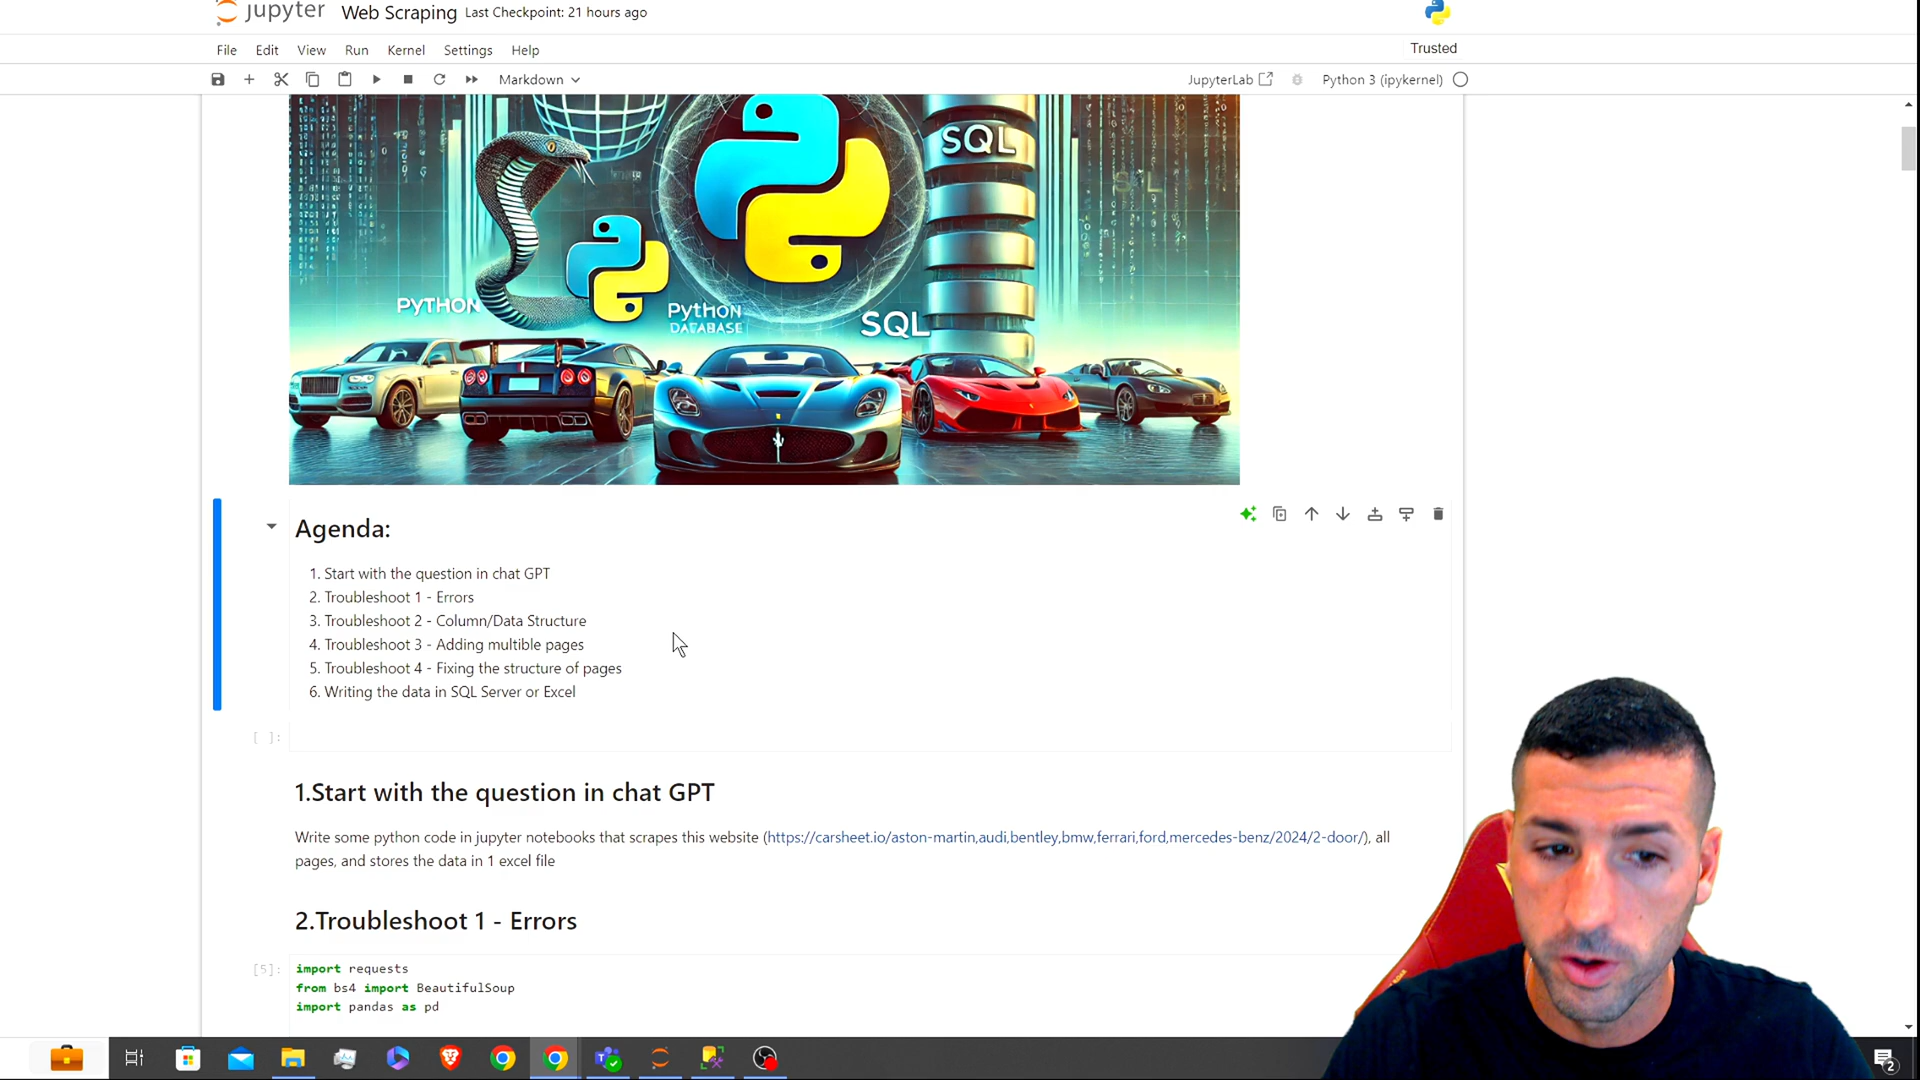 jupyter Web Scraping Last Checkpoint: 21 hours ago
File Edit View Run Kernel Settings Help
Trusted
Markdown
JupyterLab
Python 3 (ipykernel)
SQL
PYTHON
Python
DATABASE
SQL
Agenda:
1. Start with the question in chat GPT
2. Troubleshoot 1 - Errors
3. Troubleshoot 2 - Column/Data Structure
4. Troubleshoot 3 - Adding multible pages
5. Troubleshoot 4 - Fixing the structure of pages
6. Writing the data in SQL Server or Excel
[ ]:
1.Start with the question in chat GPT
Write some python code in jupyter notebooks that scrapes this website (https://carsheet.io/aston-martin,audi,bentley,bmw,ferrari,ford,mercedes-benz/2024/2-door/), all
pages, and stores the data in 1 excel file
2.Troubleshoot 1 - Errors
[5]:
import requests
from bs4 import BeautifulSoup
import pandas as pd
2